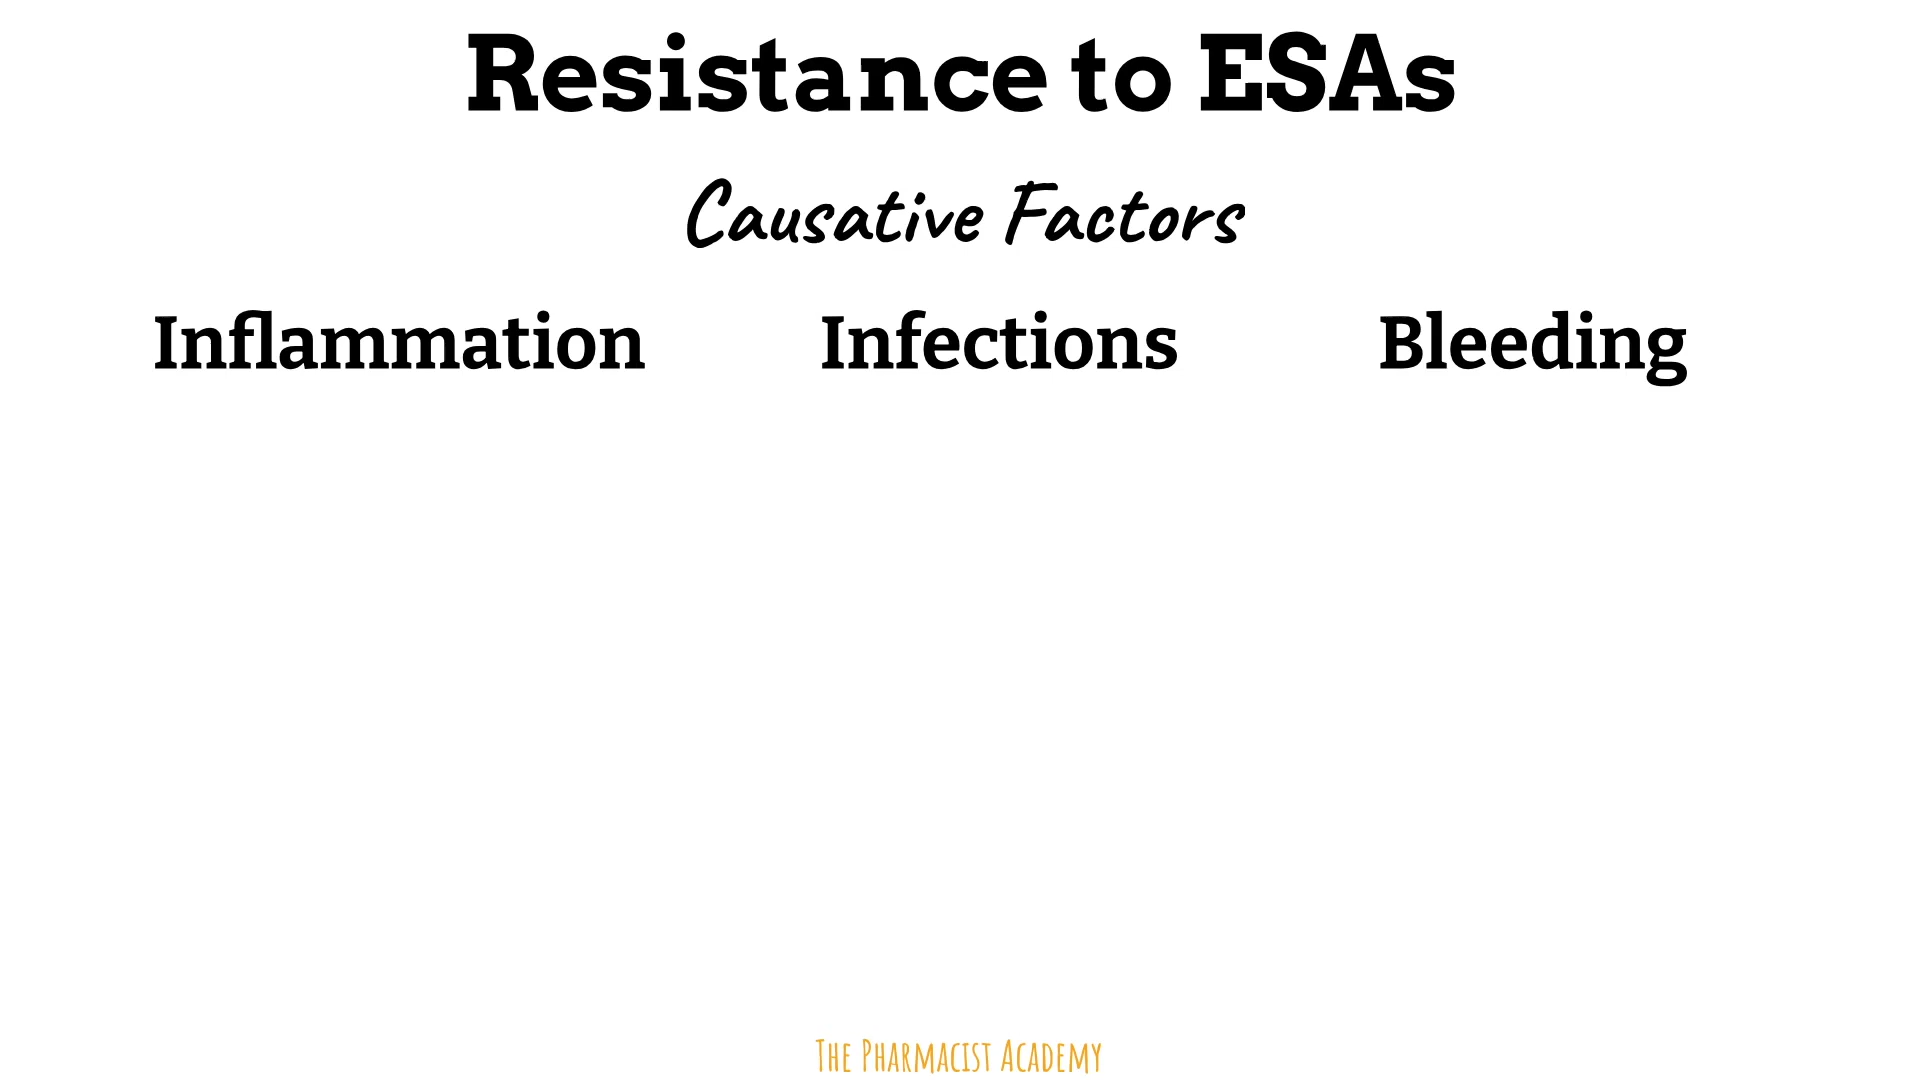 Resistance to ESAs
Causative Factors
Inflammation Infections Bleeding
The Pharmacist Academy